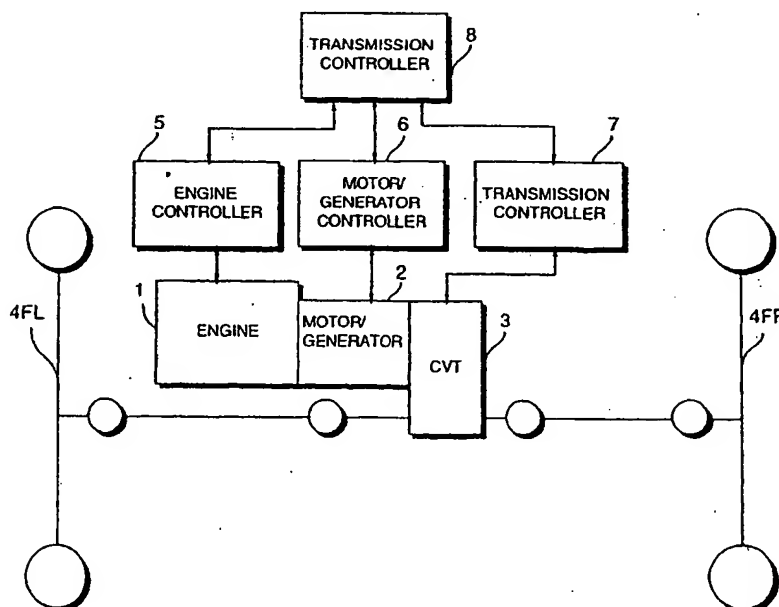 TRANSMISSION
CONTROLLER
8
5
6
7
ENGINE
CONTROLLER
MOTOR/
GENERATOR
CONTROLLER
TRANSMISSION
CONTROLLER
1
2
3
4FL
ENGINE
MOTOR/
GENERATOR
CVT
4FF